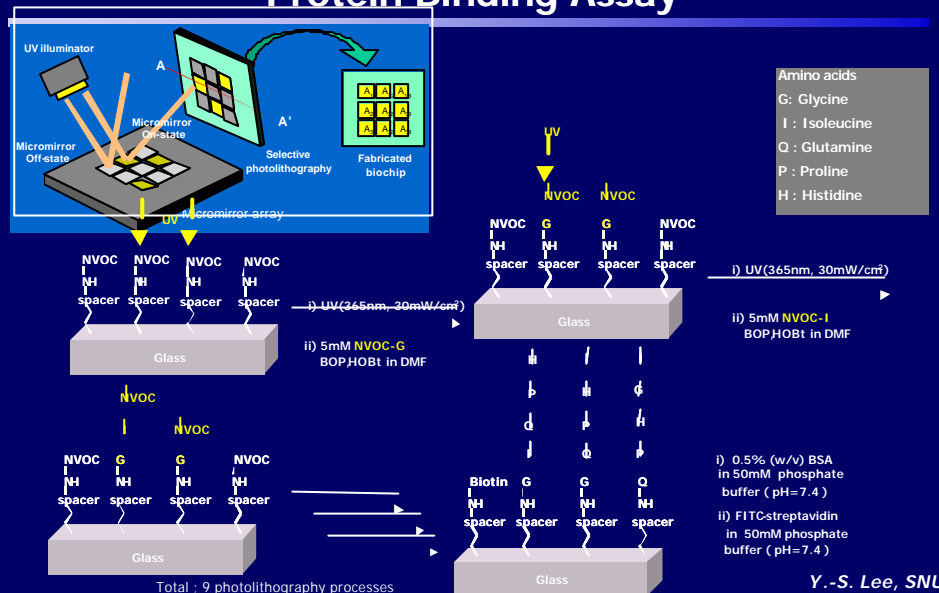 Protein Binding Assay
UV illuminator
A
A'
Micromirror
On-state
Micromirror
Off-state
Selective
photolithography
Fabricated
biochip
Micromirror array
Amino acids
G: Glycine
I : Isoleucine
Q : Glutamine
P : Proline
H : Histidine
UV
NVOC NVOC NVOC NVOC
NH NH NH NH
spacer spacer spacer spacer
Glass
i) UV(365nm, 30mW/cm²)
ii) 5mM NVOC-G
BOP,HOBt in DMF
UV
NVOC NVOC
NVOC G G NVOC
NH NH NH NH
spacer spacer spacer spacer
Glass
i) UV(365nm, 30mW/cm²)
ii) 5mM NVOC-I
BOP,HOBt in DMF
NVOC
I NVOC
NVOC G G NVOC
NH NH NH NH
spacer spacer spacer spacer
Glass
Total : 9 photolithography processes
H I I
P H G
Q P H
I Q P
Biotin G G Q
NH NH NH NH
spacer spacer spacer spacer
Glass
i) 0.5% (w/v) BSA
in 50mM phosphate
buffer ( pH=7.4 )
ii) FITC-streptavidin
in 50mM phosphate
buffer ( pH=7.4 )
Y.-S. Lee, SNU